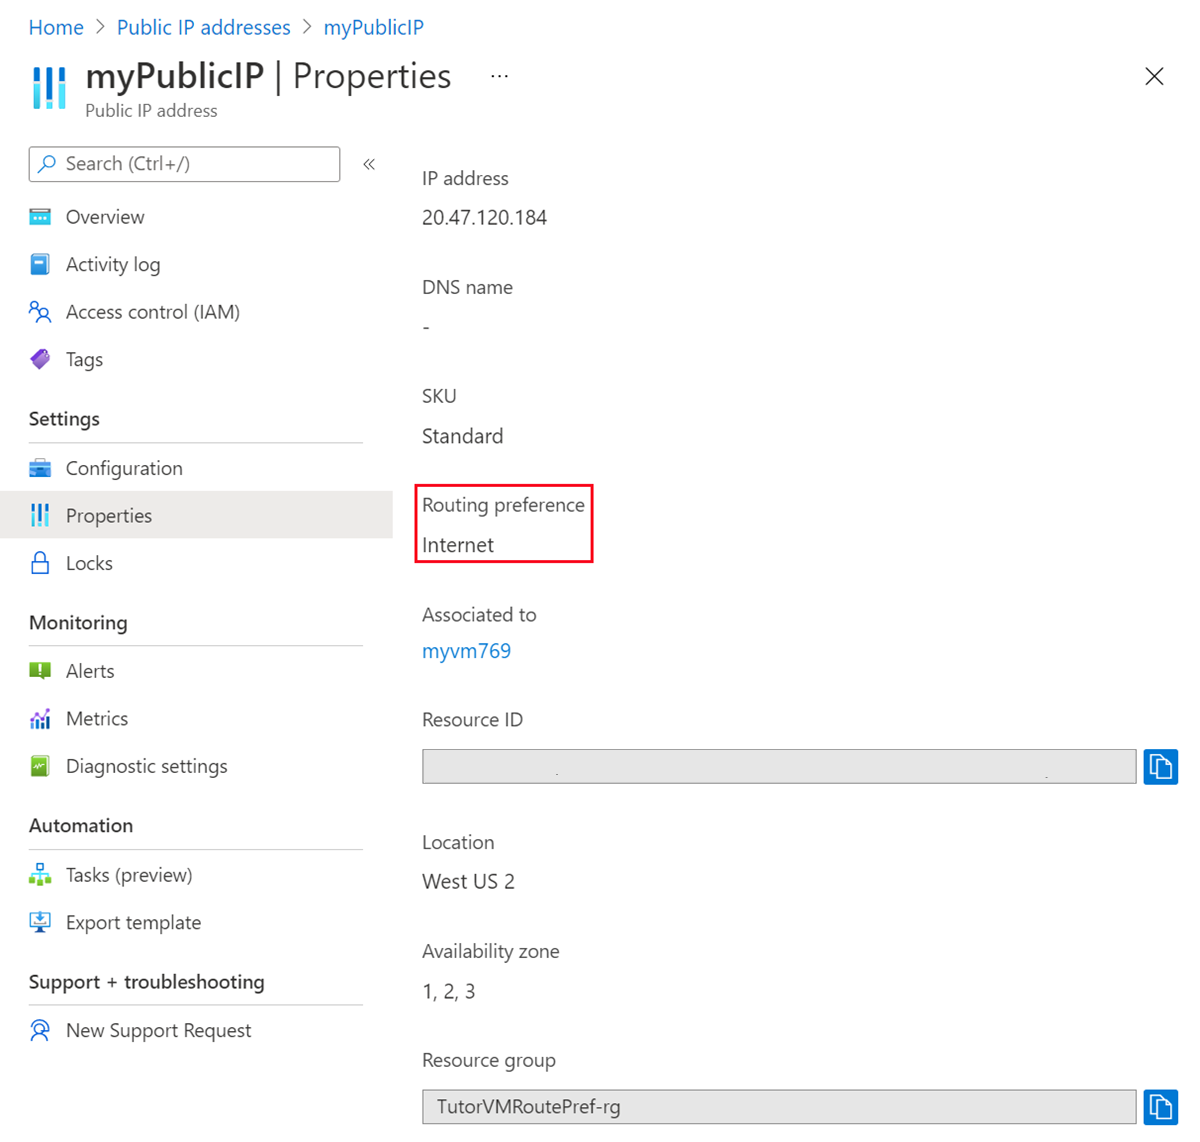 Home > Public IP addresses > myPublicIP
myPublicIP | Properties ...
Public IP address
Search (Ctrl+/)
«
Overview
Activity log
Access control (IAM)
Tags
Settings
Configuration
Properties
Locks
Monitoring
Alerts
Metrics
Diagnostic settings
Automation
Tasks (preview)
Export template
Support + troubleshooting
New Support Request
IP address
20.47.120.184
DNS name
-
SKU
Standard
Routing preference
Internet
Associated to
myvm769
Resource ID
Location
West US 2
Availability zone
1, 2, 3
Resource group
TutorVMRoutePref-rg